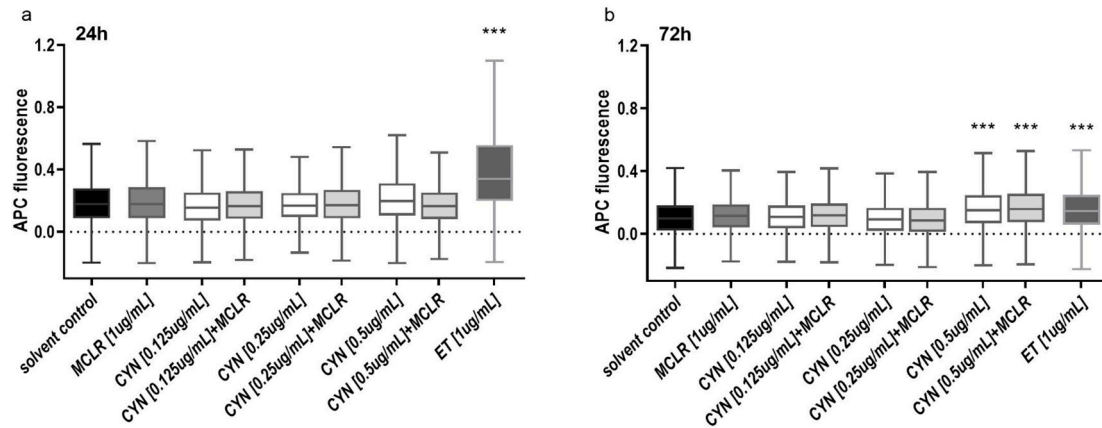 a
24h
***
1.2
0.8
0.4
0.0
APC fluorescence
solvent control
MCLR [1ug/mL]
CYN [0.125ug/mL]
CYN [0.125ug/mL]+MCLR
CYN [0.25ug/mL]
CYN [0.25ug/mL]+MCLR
CYN [0.5ug/mL]
CYN [0.5ug/mL]+MCLR
ET [1ug/mL]
b
72h
*** *** ***
1.2
0.8
0.4
0.0
APC fluorescence
solvent control
MCLR [1ug/mL]
CYN [0.125ug/mL]
CYN [0.125ug/mL]+MCLR
CYN [0.25ug/mL]
CYN [0.25ug/mL]+MCLR
CYN [0.5ug/mL]
CYN [0.5ug/mL]+MCLR
ET [1ug/mL]